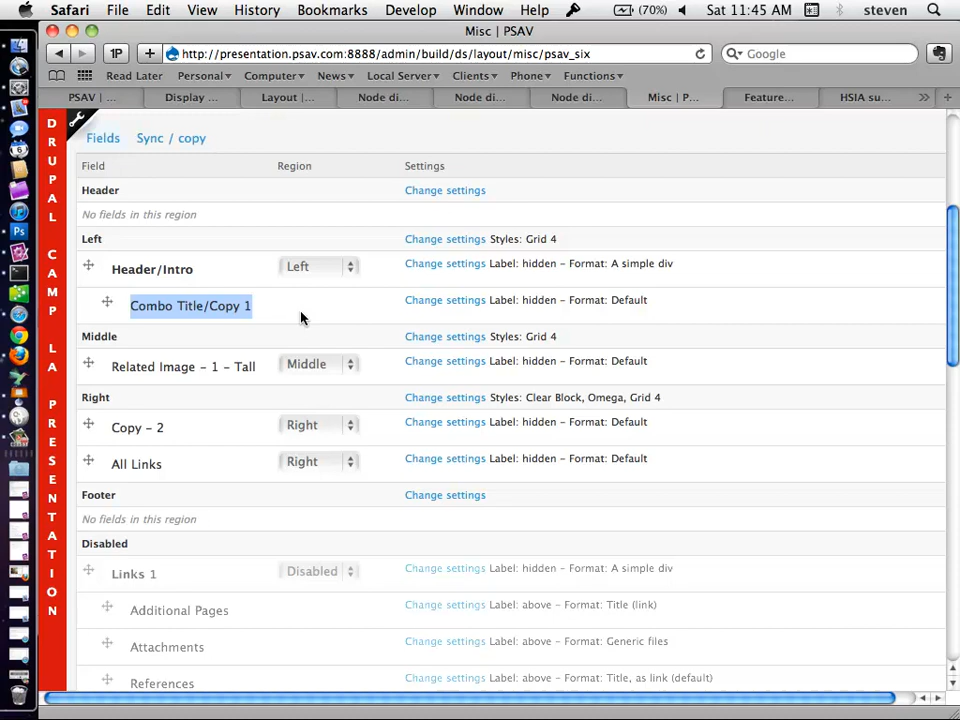 Safari File Edit View History Bookmarks Develop Window Help (70%) Sat 11:45 AM steven
Misc | PSAV
1P + http://presentation.psav.com:8888/admin/build/ds/layout/misc/psav_six Google
Read Later Personal Computer News Local Server Clients Phone Functions
PSAV | ... Display ... Layout |... Node di... Node di... Node di... Misc | P... Feature... HSIA su... >> +
DRUPAL CAMP LA PRESENTATION
Fields Sync / copy
Field Region Settings
Header Change settings
No fields in this region
Left Change settings Styles: Grid 4
Header/Intro Left Change settings Label: hidden – Format: A simple div
Combo Title/Copy 1 Change settings Label: hidden – Format: Default
Middle Change settings Styles: Grid 4
Related Image – 1 – Tall Middle Change settings Label: hidden – Format: Default
Right Change settings Styles: Clear Block, Omega, Grid 4
Copy – 2 Right Change settings Label: hidden – Format: Default
All Links Right Change settings Label: hidden – Format: Default
Footer Change settings
No fields in this region
Disabled
Links 1 Disabled Change settings Label: hidden – Format: A simple div
Additional Pages Change settings Label: above – Format: Title (link)
Attachments Change settings Label: above – Format: Generic files
References Change settings Label: above – Format: Title, as link (default)